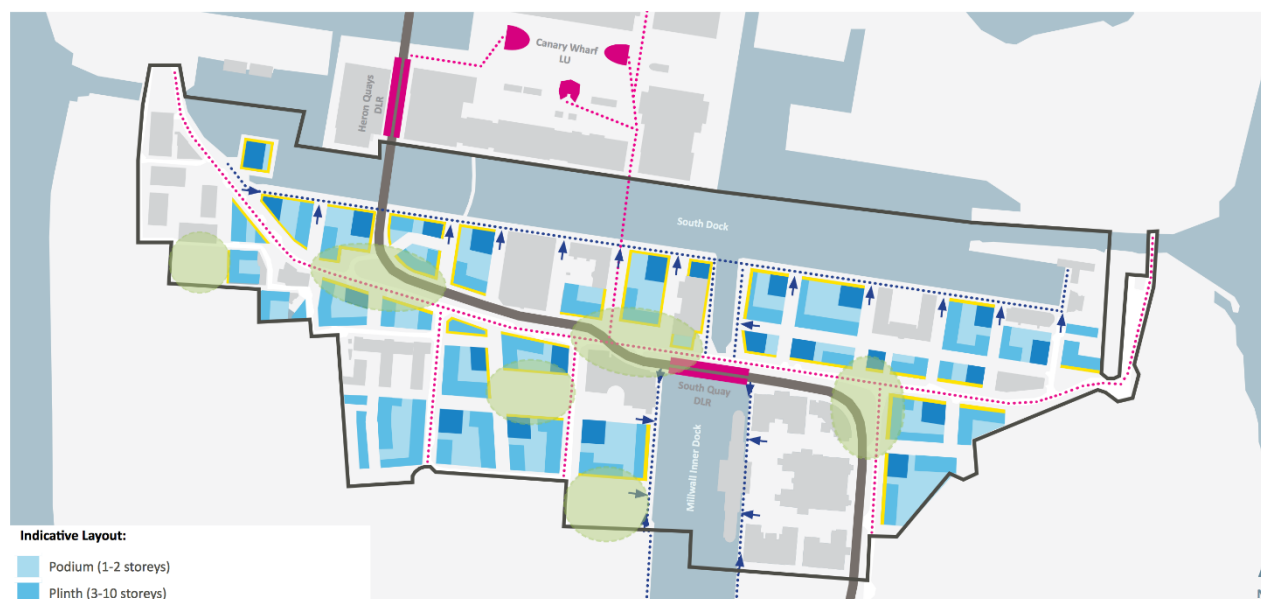 Canary Wharf
LU
Heron Quays
DLR
South Dock
South Quay
DLR
Millwall Inner Dock
Indicative Layout:
Podium (1-2 storeys)
Plinth (3-10 storeys)